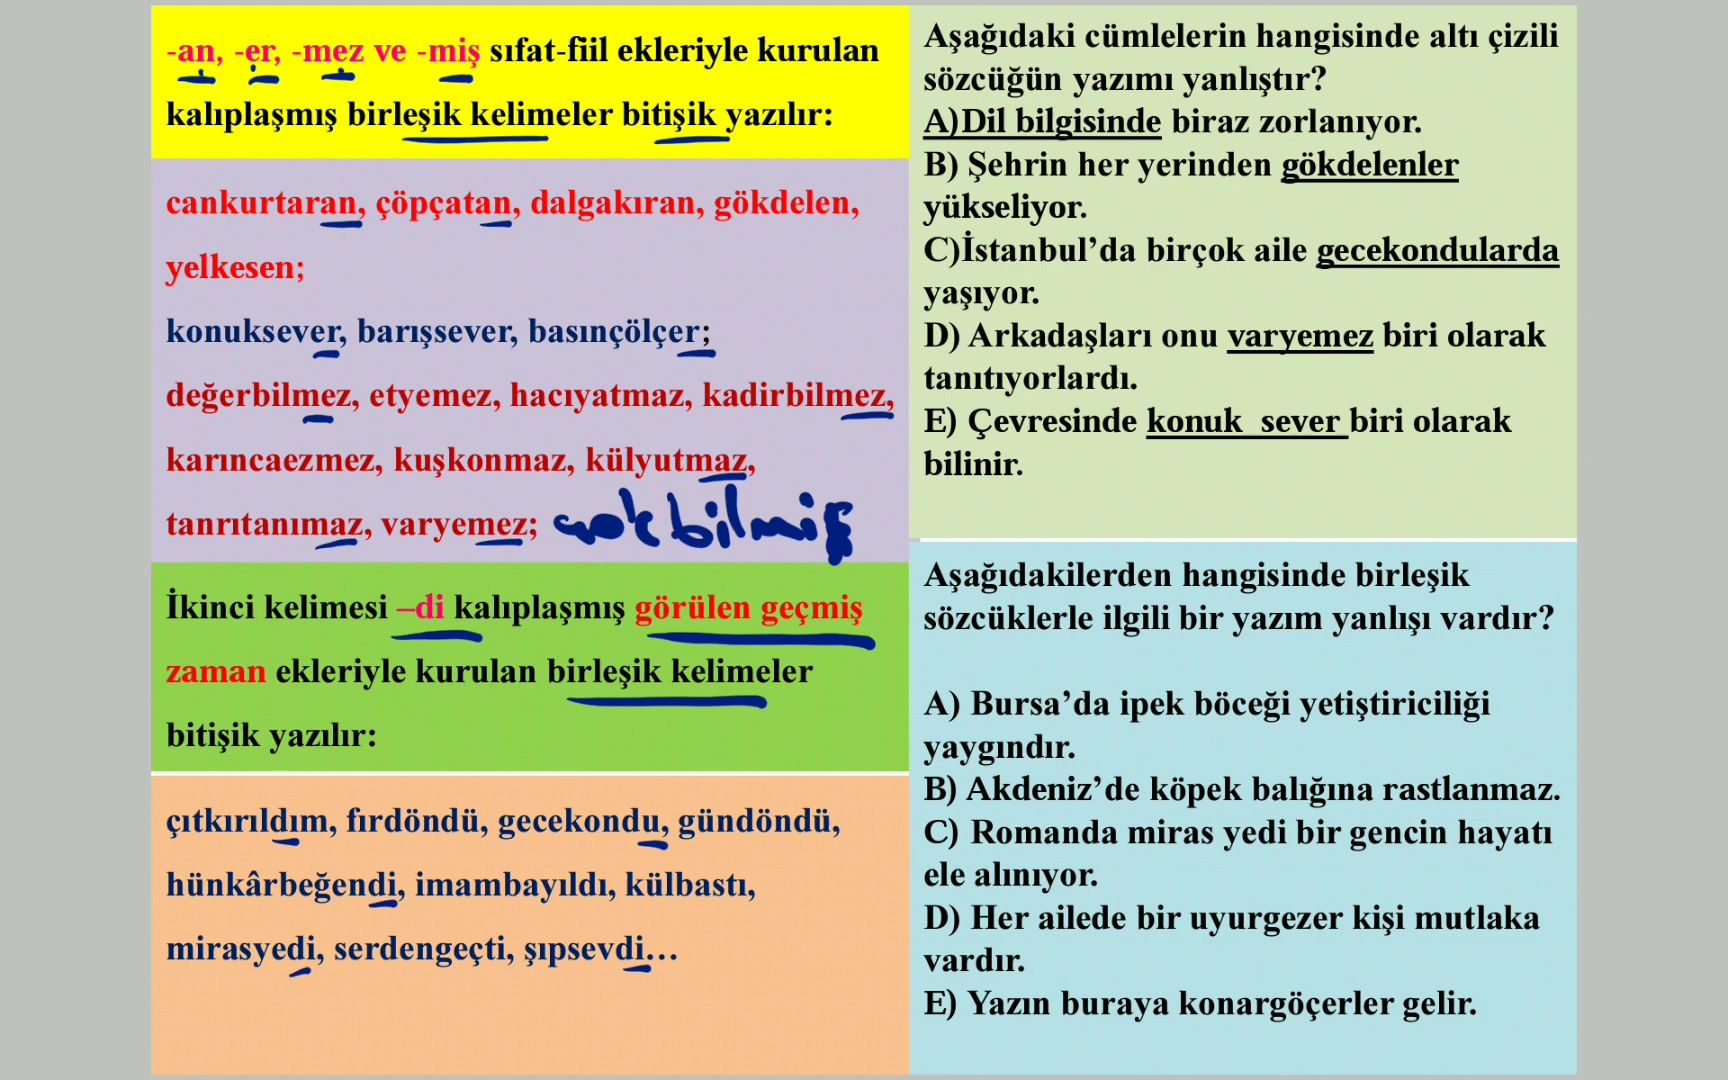 -an, -er, -mez ve -miş sıfat-fiil ekleriyle kurulan
kalıplaşmış birleşik kelimeler bitişik yazılır:
cankurtaran, çöpçatan, dalgakıran, gökdelen,
yelkesen;
konuksever, barışsever, basınçölçer;
değerbilmez, etyemez, hacıyatmaz, kadirbilmez,
karıncaezmez, kuşkonmaz, külyutmaz,
tanrıtanımaz, varyemez; çokbilmiş
İkinci kelimesi –di kalıplaşmış görülen geçmiş
zaman ekleriyle kurulan birleşik kelimeler
bitişik yazılır:
çıtkırıldım, fırdöndü, gecekondu, gündöndü,
hünkârbeğendi, imambayıldı, külbastı,
mirasyedi, serdengeçti, şıpsevdi…
Aşağıdaki cümlelerin hangisinde altı çizili
sözcüğün yazımı yanlıştır?
A)Dil bilgisinde biraz zorlanıyor.
B) Şehrin her yerinden gökdelenler
yükseliyor.
C)İstanbul’da birçok aile gecekondularda
yaşıyor.
D) Arkadaşları onu varyemez biri olarak
tanıtıyorlardı.
E) Çevresinde konuk  sever biri olarak
bilinir.
Aşağıdakilerden hangisinde birleşik
sözcüklerle ilgili bir yazım yanlışı vardır?
A) Bursa’da ipek böceği yetiştiriciliği
yaygındır.
B) Akdeniz’de köpek balığına rastlanmaz.
C) Romanda miras yedi bir gencin hayatı
ele alınıyor.
D) Her ailede bir uyurgezer kişi mutlaka
vardır.
E) Yazın buraya konargöçerler gelir.